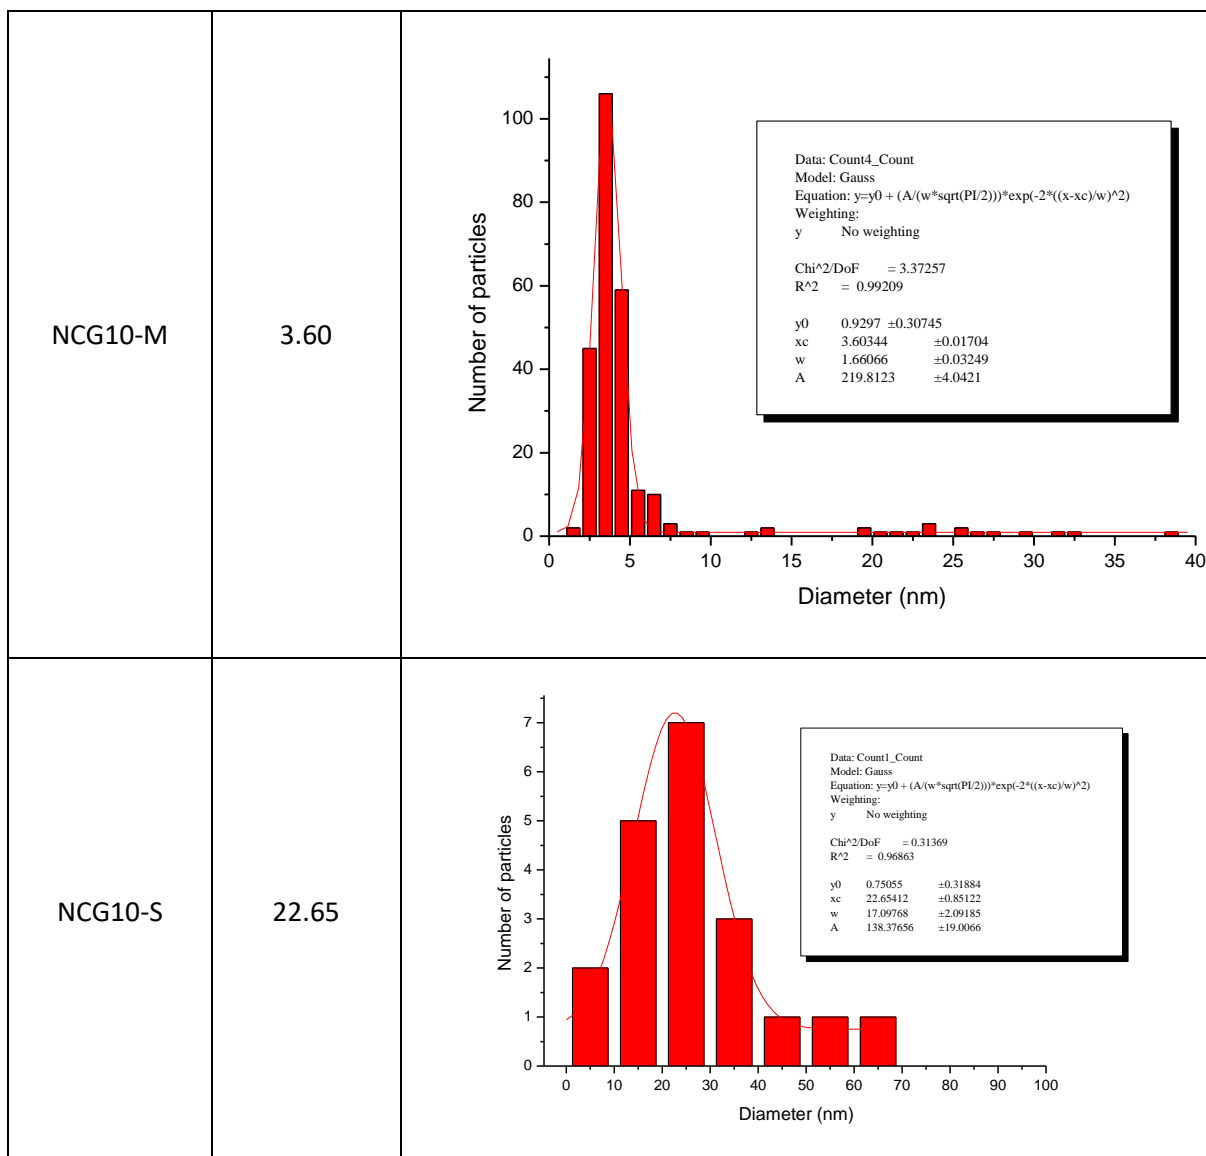 NCG10-M
3.60
Number of particles
100
80
60
40
20
0
0 5 10 15 20 25 30 35 40
Diameter (nm)
Data: Count4_Count
Model: Gauss
Equation: y=y0 + (A/(w*sqrt(PI/2)))*exp(-2*((x-xc)/w)^2)
Weighting:
y No weighting
Chi^2/DoF = 3.37257
R^2 = 0.99209
y0 0.9297 ±0.30745
xc 3.60344 ±0.01704
w 1.66066 ±0.03249
A 219.8123 ±4.0421
NCG10-S
22.65
Number of particles
7
6
5
4
3
2
1
0
0 10 20 30 40 50 60 70 80 90 100
Diameter (nm)
Data: Count1_Count
Model: Gauss
Equation: y=y0 + (A/(w*sqrt(PI/2)))*exp(-2*((x-xc)/w)^2)
Weighting:
y No weighting
Chi^2/DoF = 0.31369
R^2 = 0.96863
y0 0.75055 ±0.31884
xc 22.65412 ±0.85122
w 17.09768 ±2.09185
A 138.37656 ±19.0066